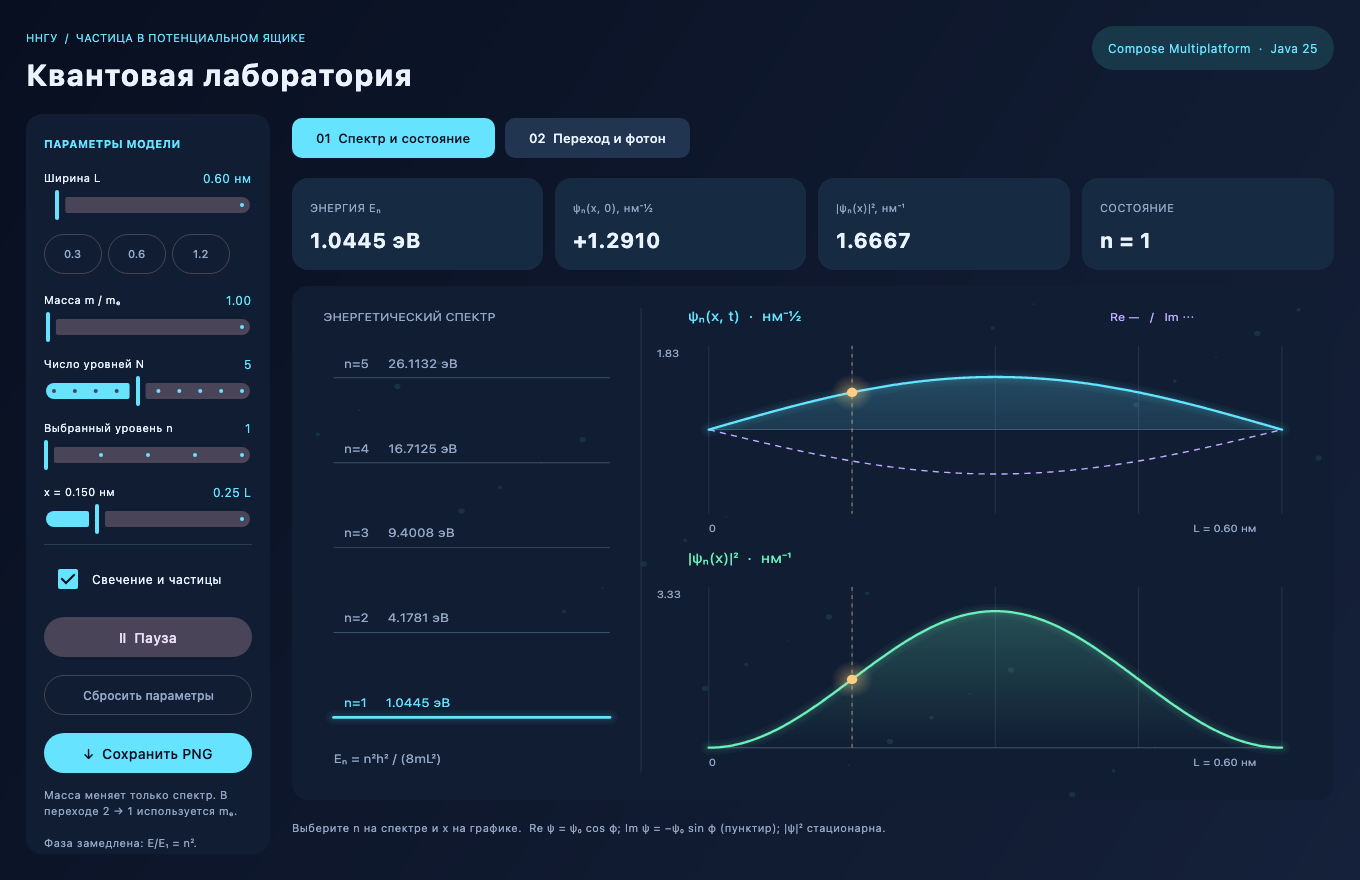 ННГУ / ЧАСТИЦА В ПОТЕНЦИАЛЬНОМ ЯЩИКЕ
Квантовая лаборатория
Compose Multiplatform · Java 25
ПАРАМЕТРЫ МОДЕЛИ
Ширина L 0.60 нм
0.3 0.6 1.2
Масса m / mₑ 1.00
Число уровней N 5
Выбранный уровень n 1
x = 0.150 нм 0.25 L
Свечение и частицы
Ⅱ Пауза
Сбросить параметры
↓ Сохранить PNG
Масса меняет только спектр. В
переходе 2 → 1 используется mₑ.
Фаза замедлена: E/E₁ = n².
01 Спектр и состояние
02 Переход и фотон
ЭНЕРГИЯ Eₙ
1.0445 эВ
ψₙ(x, 0), нм⁻½
+1.2910
|ψₙ(x)|², нм⁻¹
1.6667
СОСТОЯНИЕ
n = 1
ЭНЕРГЕТИЧЕСКИЙ СПЕКТР
n=5 26.1132 эВ
n=4 16.7125 эВ
n=3 9.4008 эВ
n=2 4.1781 эВ
n=1 1.0445 эВ
Eₙ = n²h² / (8mL²)
ψₙ(x, t) · нм⁻½
Re — / Im ···
1.83
0
L = 0.60 нм
|ψₙ(x)|² · нм⁻¹
3.33
0
L = 0.60 нм
Выберите n на спектре и x на графике. Re ψ = ψ₀ cos ϕ; Im ψ = −ψ₀ sin ϕ (пунктир); |ψ|² стационарна.